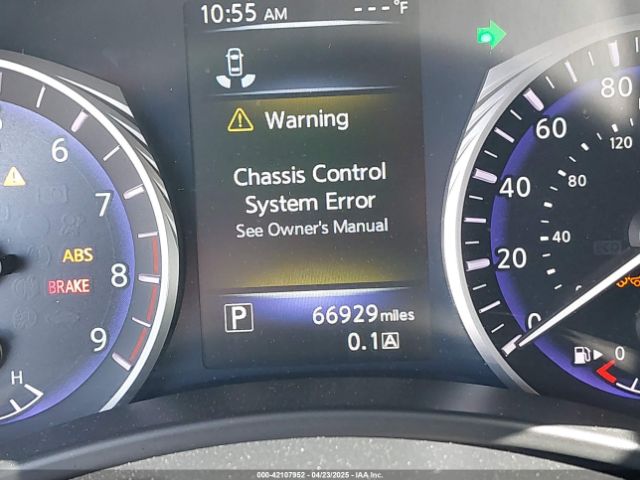 10:55 AM
---°F
Warning
Chassis Control
System Error
See Owner's Manual
P
66929 miles
0.1 A
6
7
8
9
ABS
BRAKE
H
80
60
40
20
0
120
80
40
0
000-42107952 | 04/23/2025 | IAA, Inc.